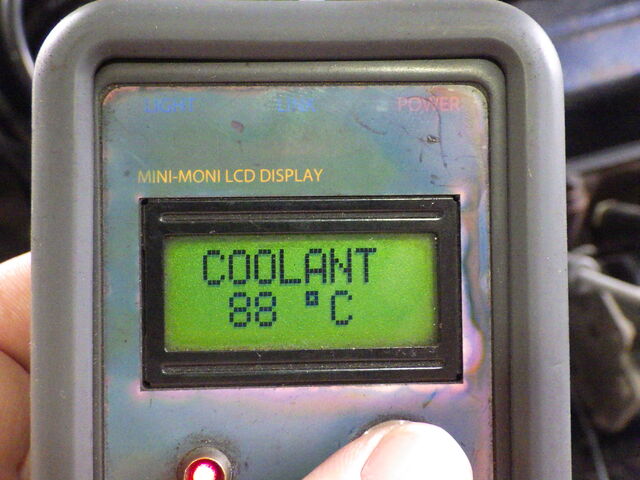 LIGHT LINK POWER
MINI-MONI LCD DISPLAY
COOLANT
88 °C